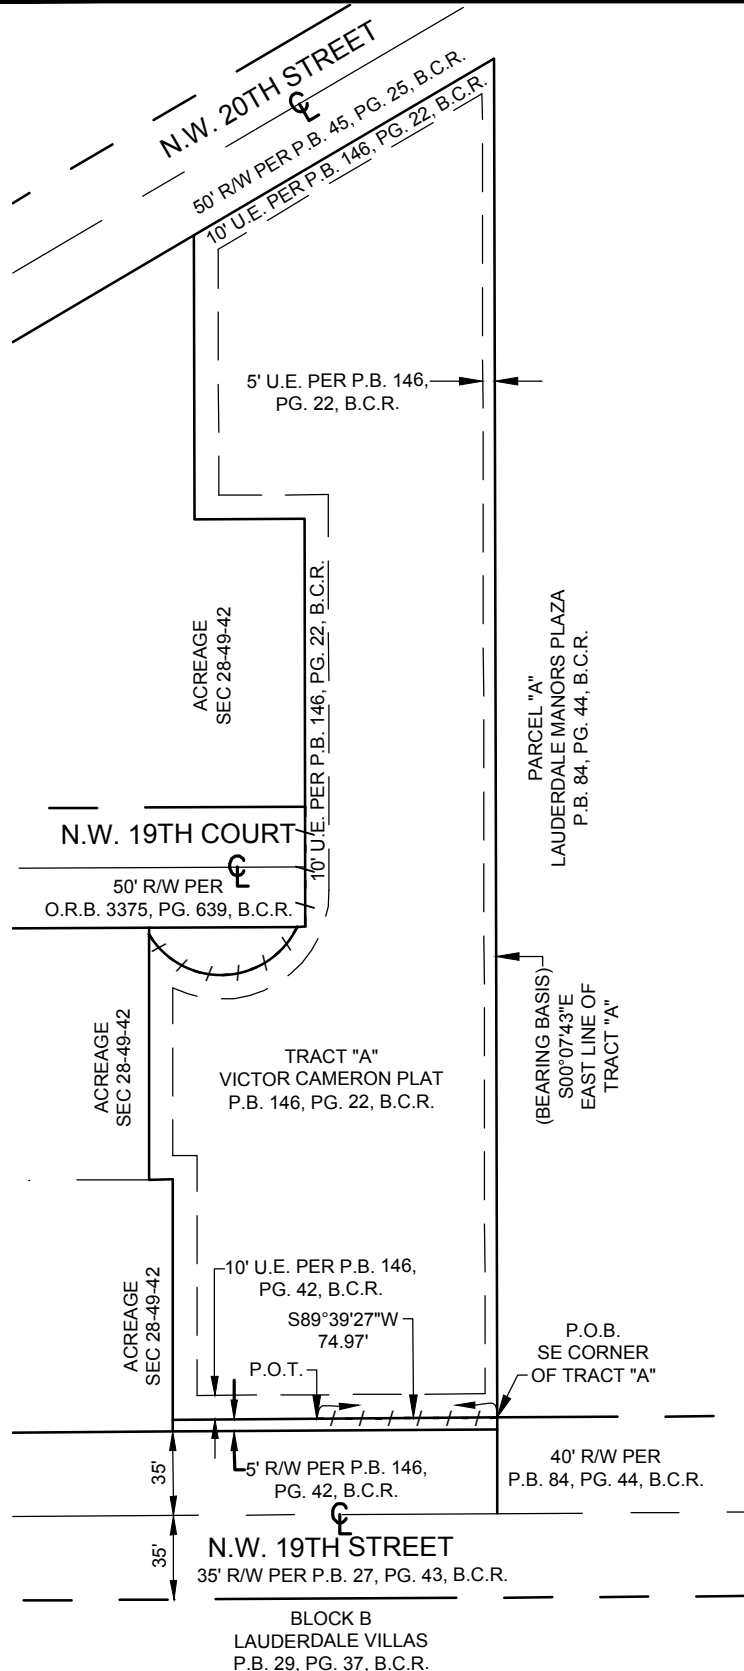 N.W. 20TH STREET
℄
50' R/W PER P.B. 45, PG. 25, B.C.R.
10' U.E. PER P.B. 146, PG. 22, B.C.R.
5' U.E. PER P.B. 146,
PG. 22, B.C.R.
ACREAGE
SEC 28-49-42
10' U.E. PER P.B. 146, PG. 22, B.C.R.
PARCEL "A"
LAUDERDALE MANORS PLAZA
P.B. 84, PG. 44, B.C.R.
N.W. 19TH COURT
℄
50' R/W PER
O.R.B. 3375, PG. 639, B.C.R.
ACREAGE
SEC 28-49-42
(BEARING BASIS)
S00°07'43"E
EAST LINE OF
TRACT "A"
TRACT "A"
VICTOR CAMERON PLAT
P.B. 146, PG. 22, B.C.R.
ACREAGE
SEC 28-49-42
10' U.E. PER P.B. 146,
PG. 42, B.C.R.
S89°39'27"W
74.97'
P.O.T.
P.O.B.
SE CORNER
OF TRACT "A"
35'
5' R/W PER P.B. 146,
PG. 42, B.C.R.
40' R/W PER
P.B. 84, PG. 44, B.C.R.
℄
35'
N.W. 19TH STREET
35' R/W PER P.B. 27, PG. 43, B.C.R.
BLOCK B
LAUDERDALE VILLAS
P.B. 29, PG. 37, B.C.R.